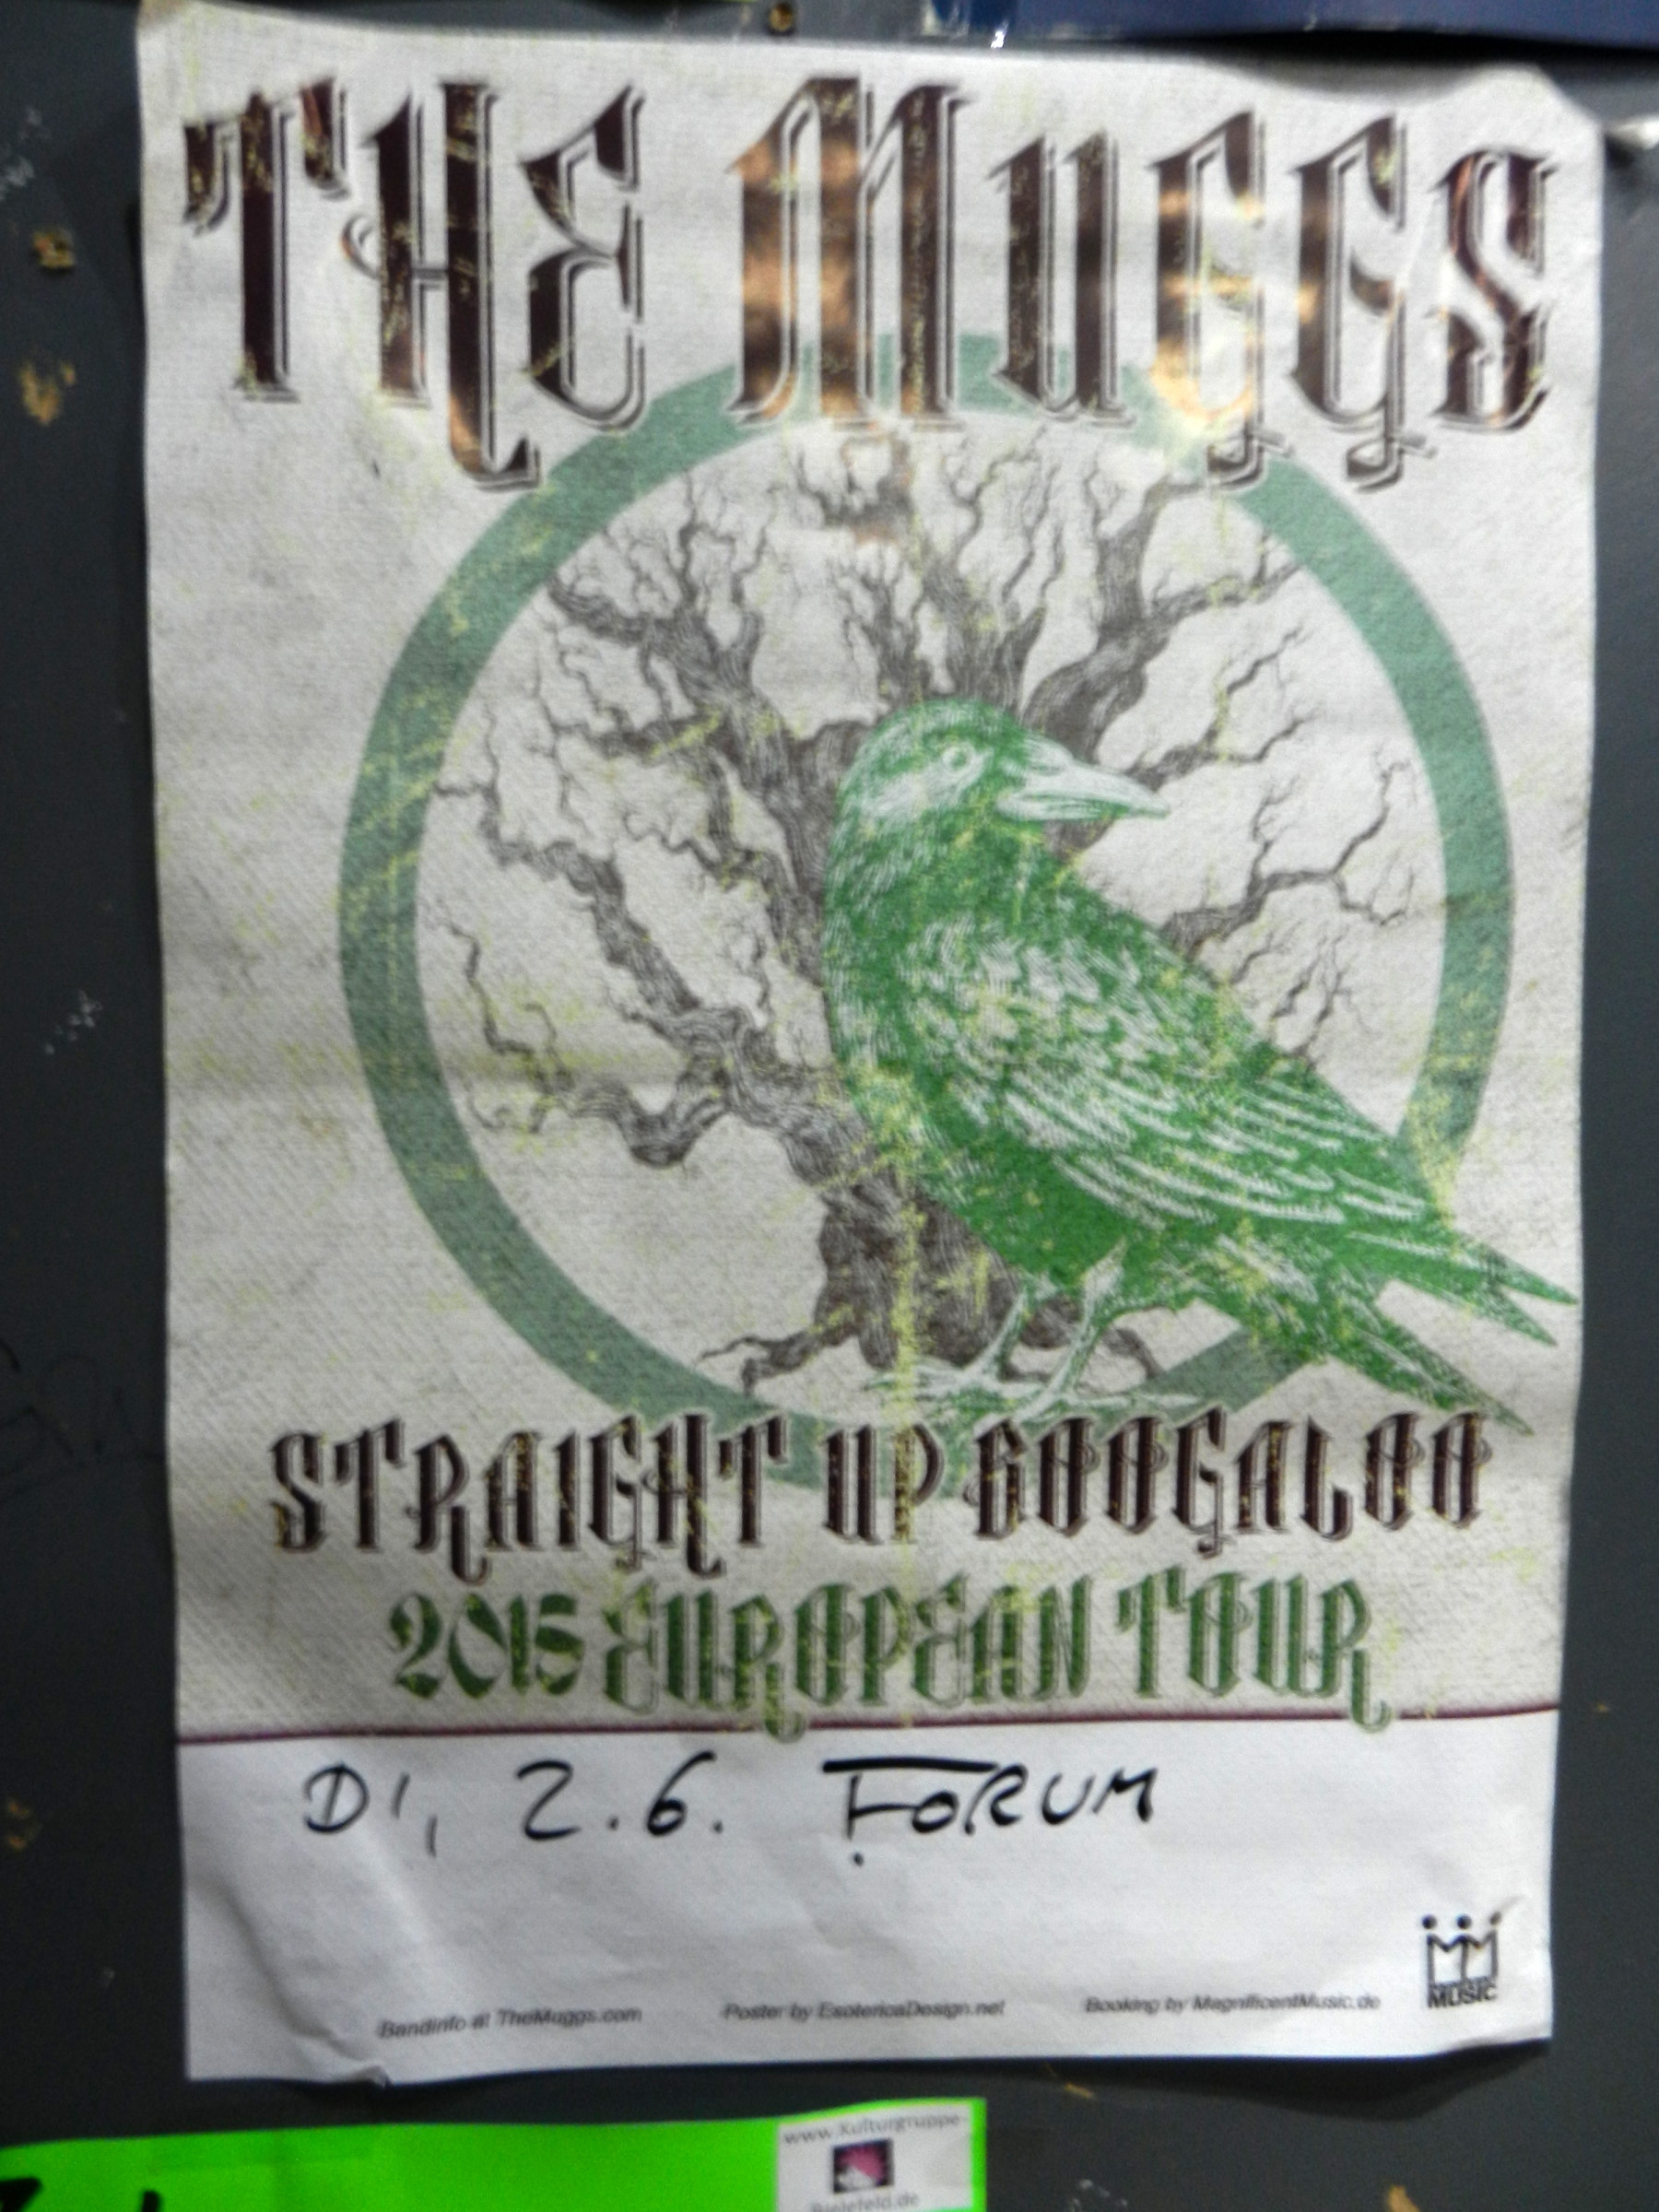 THE MUGGS
STRAIGHT UP BOOGALOO
2015 EUROPEAN TOUR
DI, 2.6. FORUM
Bandinfo at TheMuggs.com Poster by EsotericaDesign.net Booking by MagnificentMusic.de
MUSIC
www.Kulturgruppe-
Bielefeld.de